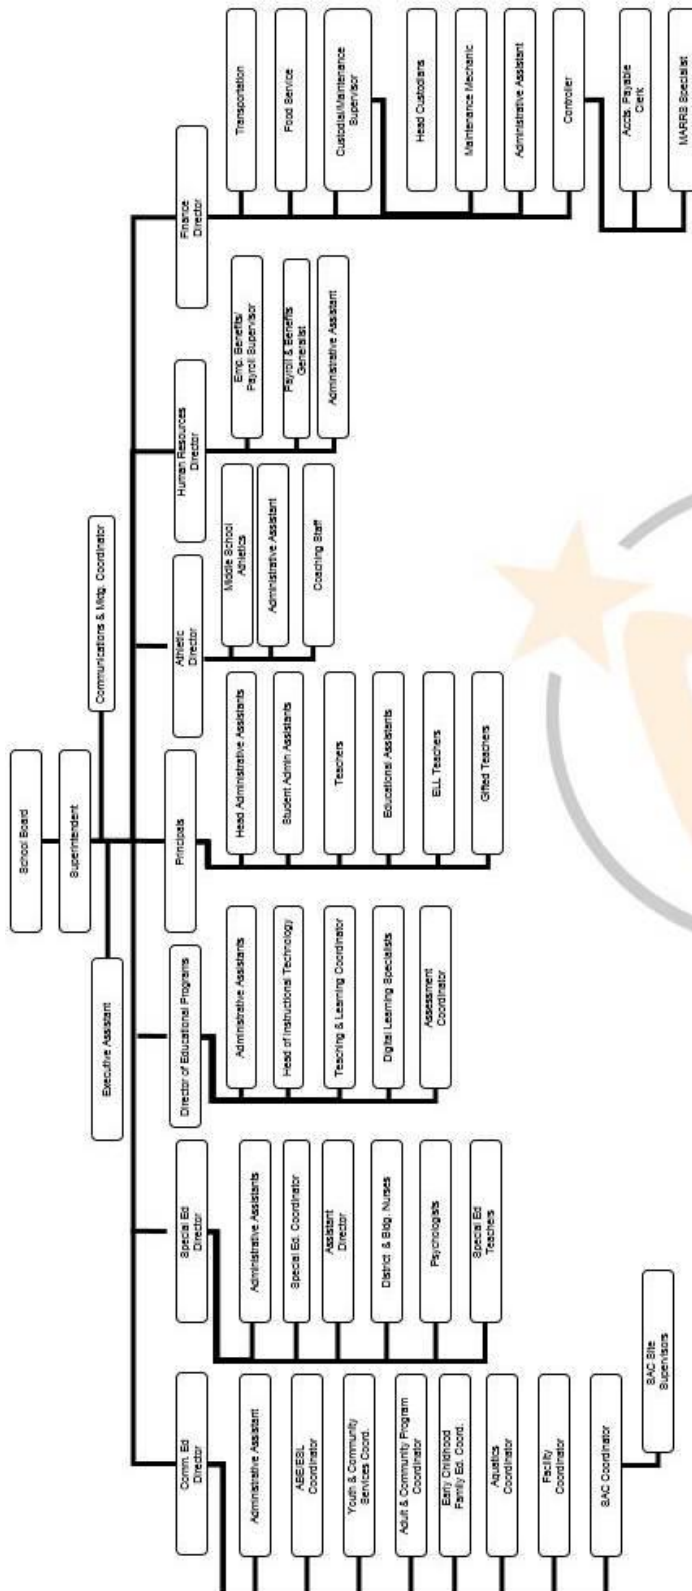 School Board
Superintendent
Executive Assistant
Communications & Mktg. Coordinator
Comm. Ed
Director
Administrative Assistant
ABE/ESL
Coordinator
Youth & Community
Services Coord.
Adult & Community Program
Coordinator
Early Childhood
Family Ed. Coord.
Aquatics
Coordinator
Facility
Coordinator
SAC Coordinator
SAC Site
Supervisors
Special Ed
Director
Administrative Assistants
Special Ed. Coordinator
Assistant
Director
District & Bldg. Nurses
Psychologists
Special Ed
Teachers
Director of Educational Programs
Administrative Assistants
Head of Instructional Technology
Teaching & Learning Coordinator
Digital Learning Specialists
Assessment
Coordinator
Principals
Head Administrative Assistants
Student Admin Assistants
Teachers
Educational Assistants
ELL Teachers
Gifted Teachers
Athletic
Director
Middle School
Athletics
Administrative Assistant
Coaching Staff
Human Resources
Director
Emp. Benefits/
Payroll Supervisor
Payroll & Benefits
Generalist
Administrative Assistant
Finance
Director
Transportation
Food Service
Custodial/Maintenance
Supervisor
Head Custodians
Maintenance Mechanic
Administrative Assistant
Controller
Accts. Payable
Clerk
MARRS Specialist